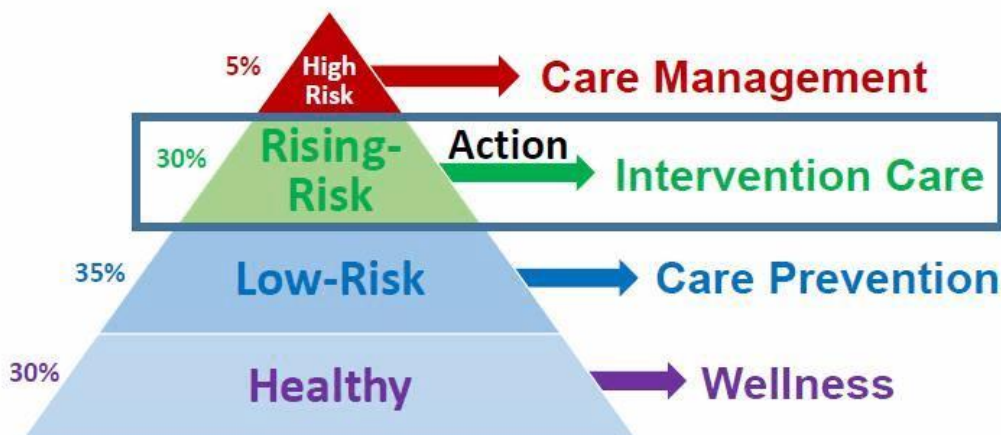 5%
High
Risk
Care Management
30%
Rising-
Risk
Action
Intervention Care
35%
Low-Risk
Care Prevention
30%
Healthy
Wellness